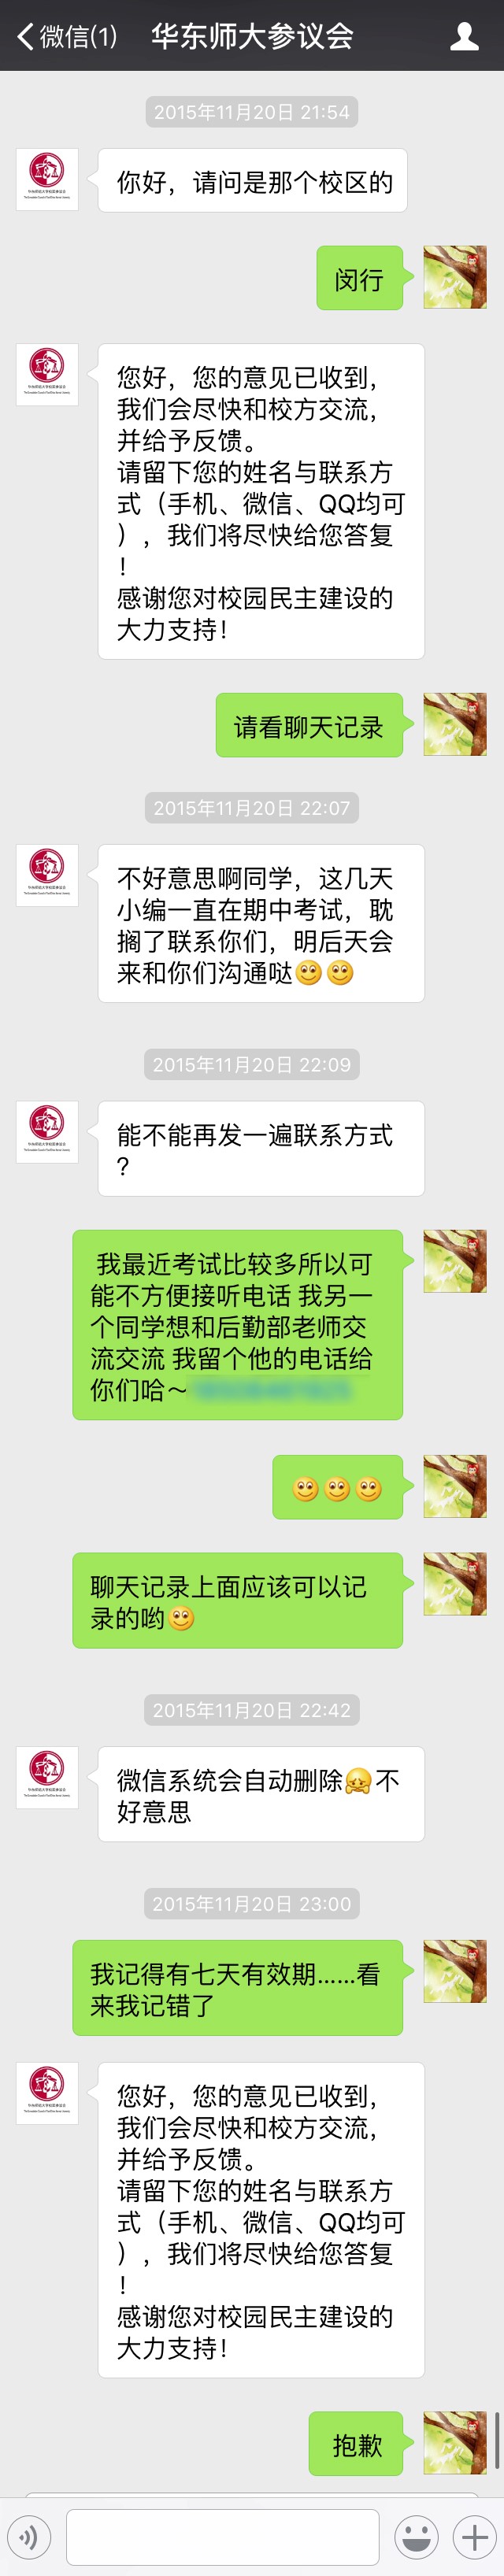 微信(1)
华东师大参议会
2015年11月20日 21:54
你好，请问是那个校区的
闵行
您好，您的意见已收到，
我们会尽快和校方交流，
并给予反馈。
请留下您的姓名与联系方
式（手机、微信、QQ均可
），我们将尽快给您答复
！
感谢您对校园民主建设的
大力支持！
请看聊天记录
2015年11月20日 22:07
不好意思啊同学，这几天
小编一直在期中考试，耽
搁了联系你们，明后天会
来和你们沟通哒
2015年11月20日 22:09
能不能再发一遍联系方式
？
我最近考试比较多所以可
能不方便接听电话 我另一
个同学想和后勤部老师交
流交流 我留个他的电话给
你们哈～
聊天记录上面应该可以记
录的哟
2015年11月20日 22:42
微信系统会自动删除不
好意思
2015年11月20日 23:00
我记得有七天有效期……看
来我记错了
您好，您的意见已收到，
我们会尽快和校方交流，
并给予反馈。
请留下您的姓名与联系方
式（手机、微信、QQ均可
），我们将尽快给您答复
！
感谢您对校园民主建设的
大力支持！
抱歉